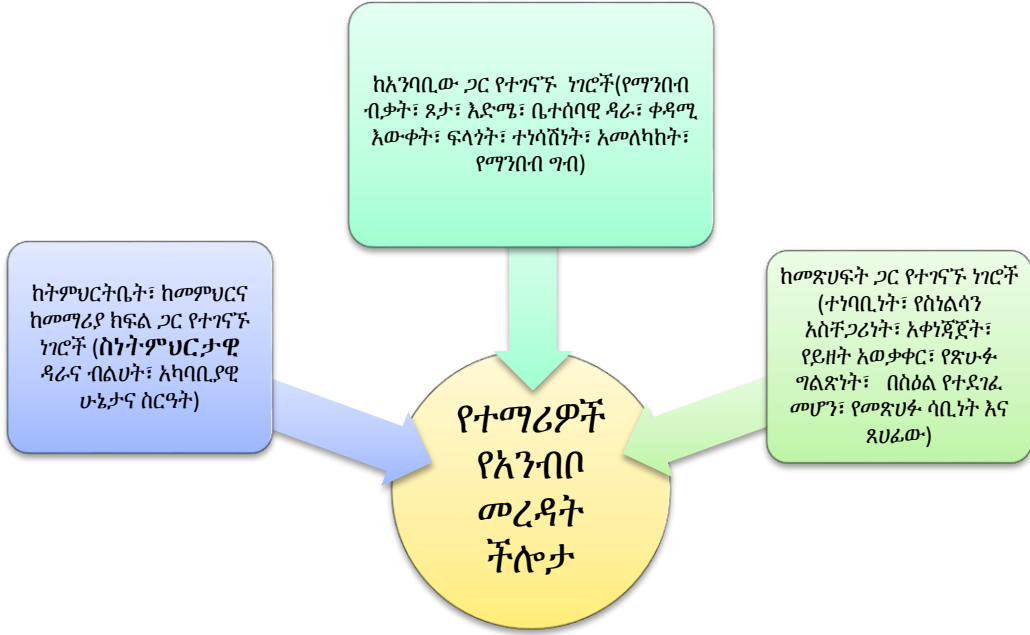 ከአንባቢው ጋር የተገናኙ ነገሮች(የማንበብ
ብቃት፣ ጾታ፣ እድሜ፣ ቤተሰባዊ ዳራ፣ ቀዳሚ
እውቀት፣ ፍላጎት፣ ተነሳሽነት፣ አመለካከት፣
የማንበብ ግብ)
ከትምህርትቤት፣ ከመምህርና
ከመማሪያ ክፍል ጋር የተገናኙ
ነገሮች (ስነትምህርታዊ
ዳራና ብልሀት፣ አካባቢያዊ
ሁኔታና ስርዓት)
ከመጽሀፍት ጋር የተገናኙ ነገሮች
(ተነባቢነት፣ የስነልሳን
አስቸጋሪነት፣ አቀነጃጀት፣
የይዘት አወቃቀር፣ የጽሁፉ
ግልጽነት፣ በስዕል የተደገፈ
መሆን፣ የመጽሀፉ ሳቢነት እና
ጸሀፊው)
የተማሪዎች
የአንብቦ
መረዳት
ችሎታ